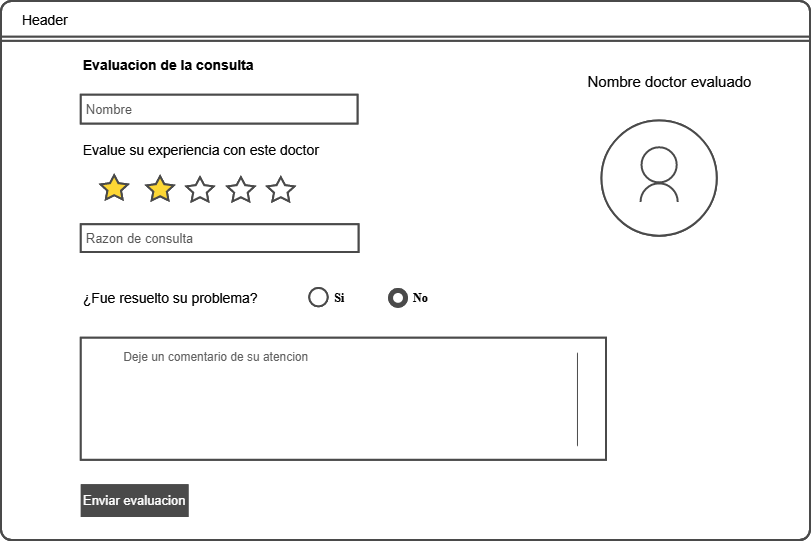 Header
Evaluacion de la consulta
Nombre doctor evaluado
Nombre
Evalue su experiencia con este doctor
Razon de consulta
¿Fue resuelto su problema? Si No
Deje un comentario de su atencion
Enviar evaluacion